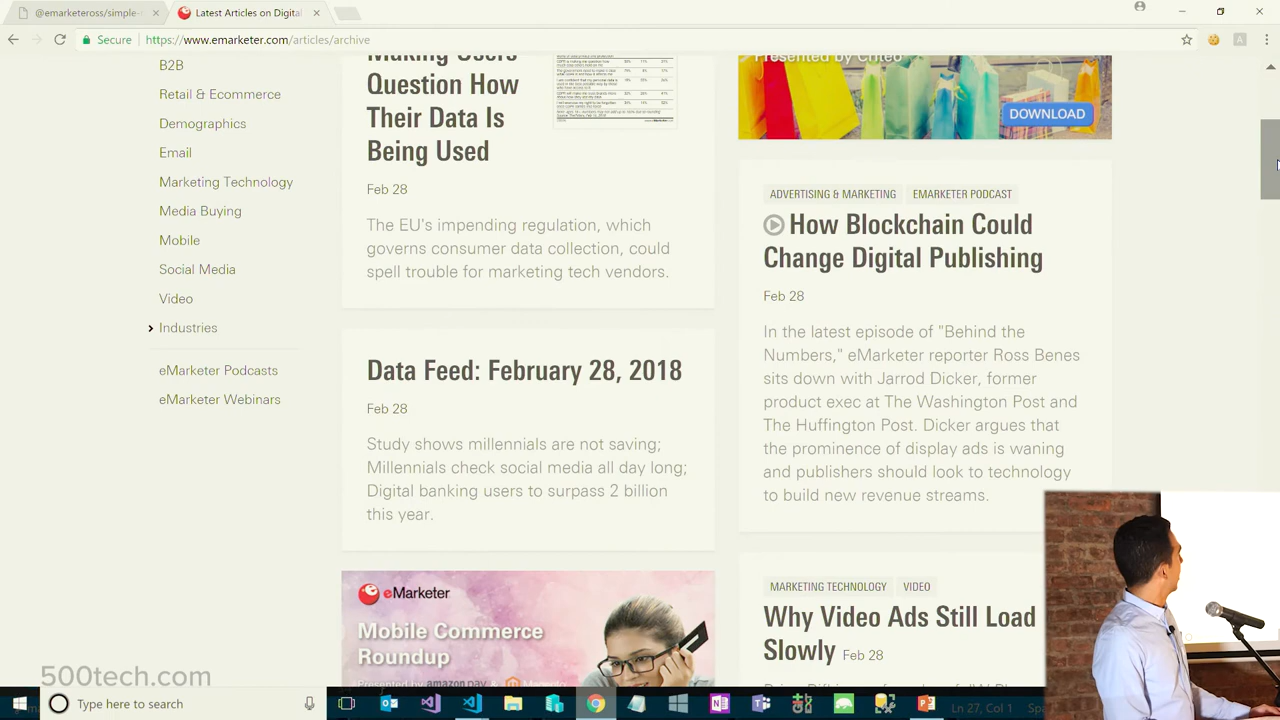 @emarketeross/simple-
Latest Articles on Digital
Secure
https://www.emarketer.com/articles/archive
B2B
Retail & Ecommerce
Demographics
Email
Marketing Technology
Media Buying
Mobile
Social Media
Video
Industries
eMarketer Podcasts
eMarketer Webinars
Making Users
Question How
Their Data Is
Being Used
Feb 28
The EU's impending regulation, which
governs consumer data collection, could
spell trouble for marketing tech vendors.
Data Feed: February 28, 2018
Feb 28
Study shows millennials are not saving;
Millennials check social media all day long;
Digital banking users to surpass 2 billion
this year.
eMarketer
Mobile Commerce
Roundup
Presented by amazon pay & Magento
Presented by Criteo
DOWNLOAD
ADVERTISING & MARKETING
EMARKETER PODCAST
How Blockchain Could
Change Digital Publishing
Feb 28
In the latest episode of "Behind the
Numbers," eMarketer reporter Ross Benes
sits down with Jarrod Dicker, former
product exec at The Washington Post and
The Huffington Post. Dicker argues that
the prominence of display ads is waning
and publishers should look to technology
to build new revenue streams.
MARKETING TECHNOLOGY
VIDEO
Why Video Ads Still Load
Slowly Feb 28
500tech.com
Type here to search
Ln 27, Col 1